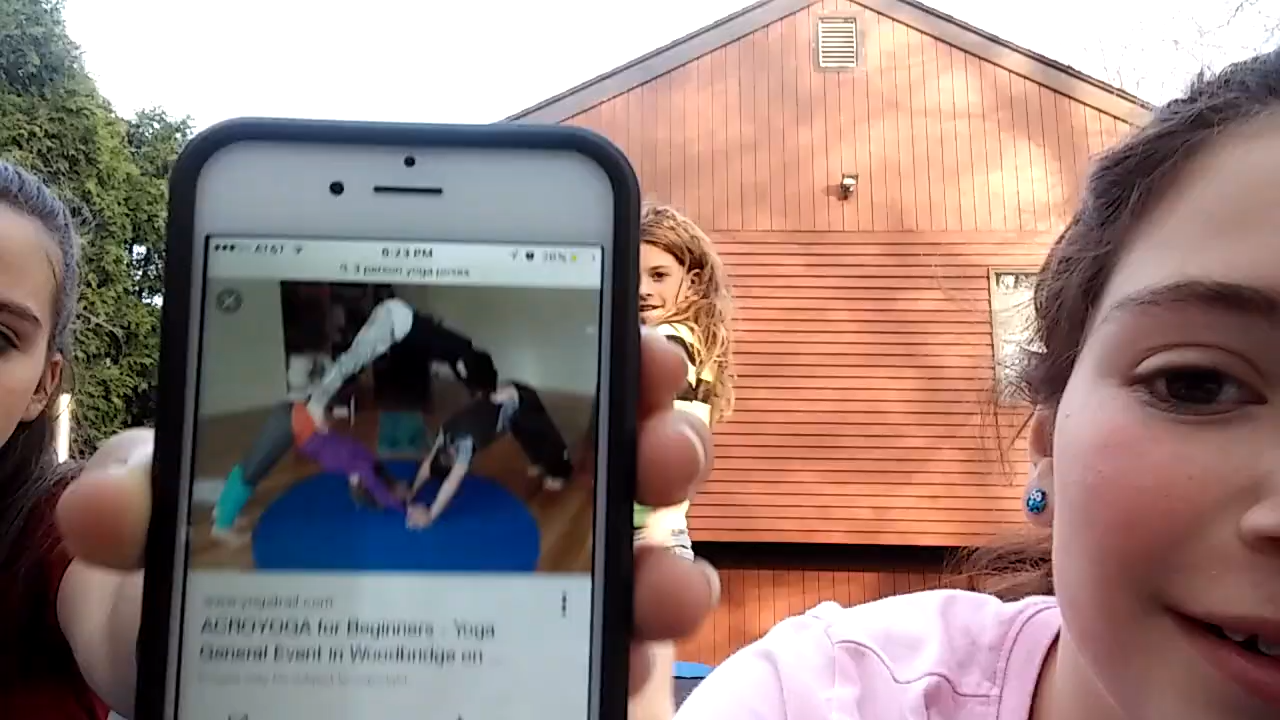 AT&T 6:23 PM 38%
3 person yoga poses
www.yogatrail.com
ACROYOGA for Beginners - Yoga
General Event in Woodbridge on ...